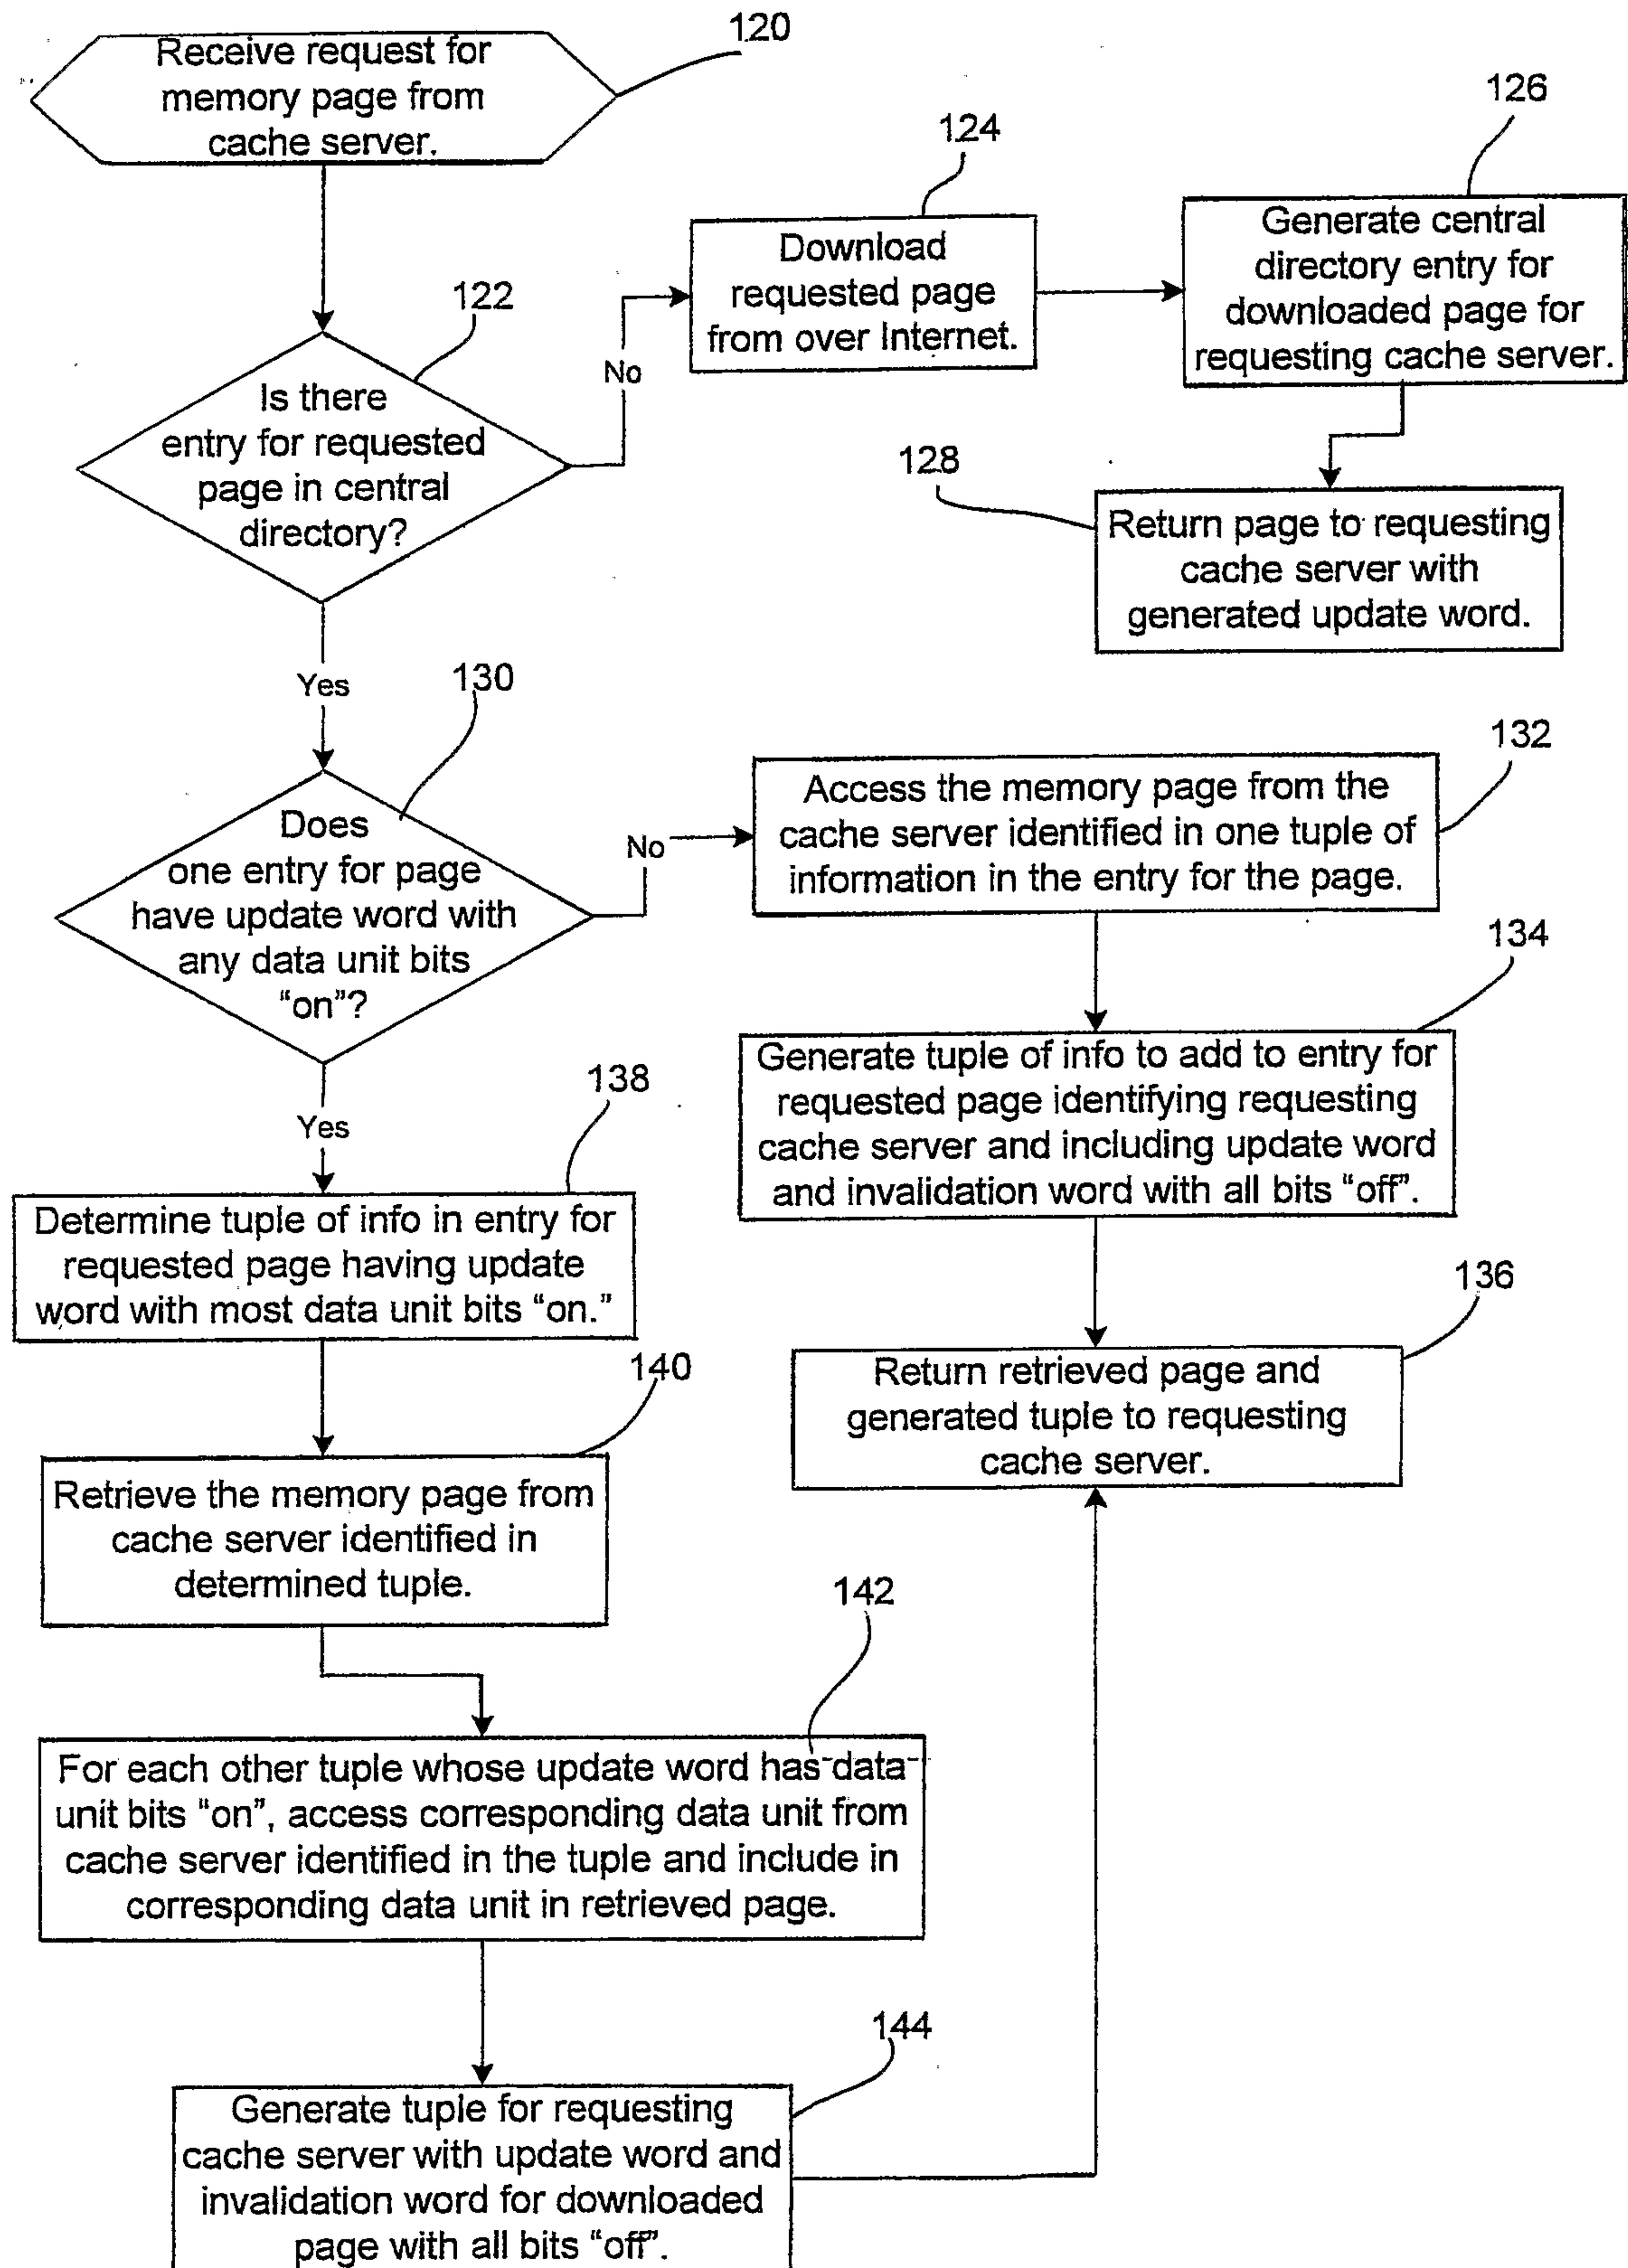 120
Receive request for
memory page from
cache server.
122
Is there
entry for requested
page in central
directory?
No
124
Download
requested page
from over Internet.
126
Generate central
directory entry for
downloaded page for
requesting cache server.
128
Return page to requesting
cache server with
generated update word.
Yes
130
Does
one entry for page
have update word with
any data unit bits
“on”?
No
132
Access the memory page from the
cache server identified in one tuple of
information in the entry for the page.
134
Generate tuple of info to add to entry for
requested page identifying requesting
cache server and including update word
and invalidation word with all bits “off”.
136
Return retrieved page and
generated tuple to requesting
cache server.
Yes
138
Determine tuple of info in entry for
requested page having update
word with most data unit bits “on.”
140
Retrieve the memory page from
cache server identified in
determined tuple.
142
For each other tuple whose update word has data
unit bits “on”, access corresponding data unit from
cache server identified in the tuple and include in
corresponding data unit in retrieved page.
144
Generate tuple for requesting
cache server with update word and
invalidation word for downloaded
page with all bits “off”.